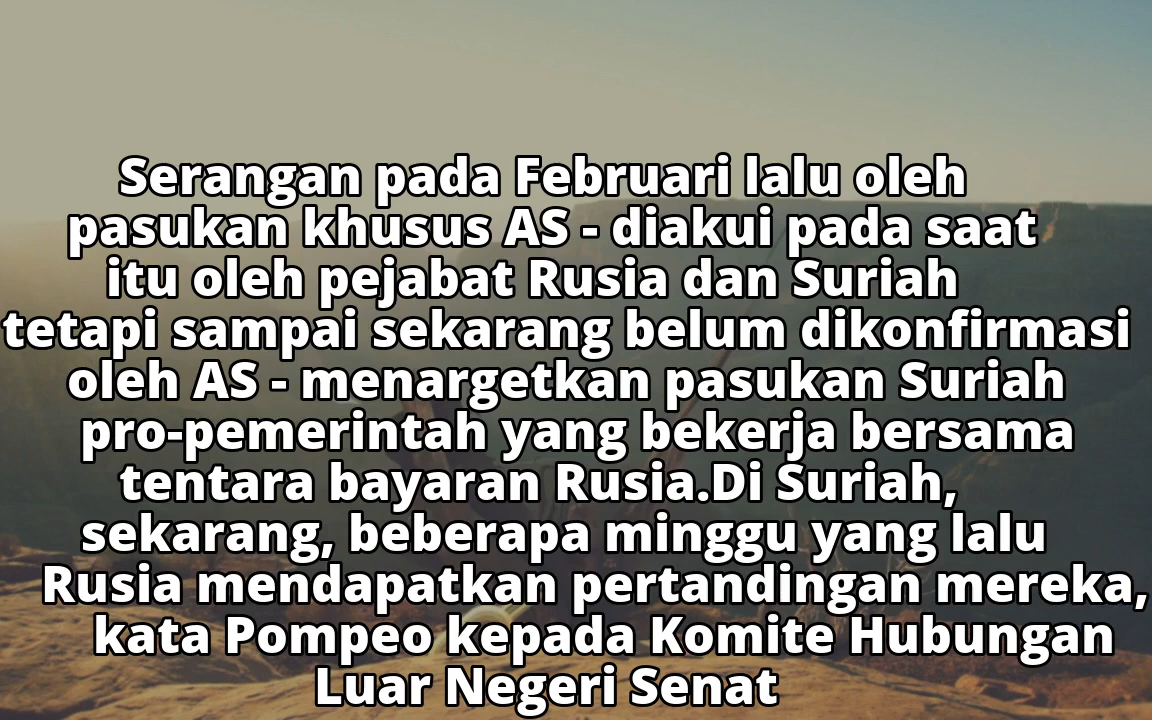 Serangan pada Februari lalu oleh
pasukan khusus AS - diakui pada saat
itu oleh pejabat Rusia dan Suriah
tetapi sampai sekarang belum dikonfirmasi
oleh AS - menargetkan pasukan Suriah
pro-pemerintah yang bekerja bersama
tentara bayaran Rusia.Di Suriah,
sekarang, beberapa minggu yang lalu
Rusia mendapatkan pertandingan mereka,
kata Pompeo kepada Komite Hubungan
Luar Negeri Senat